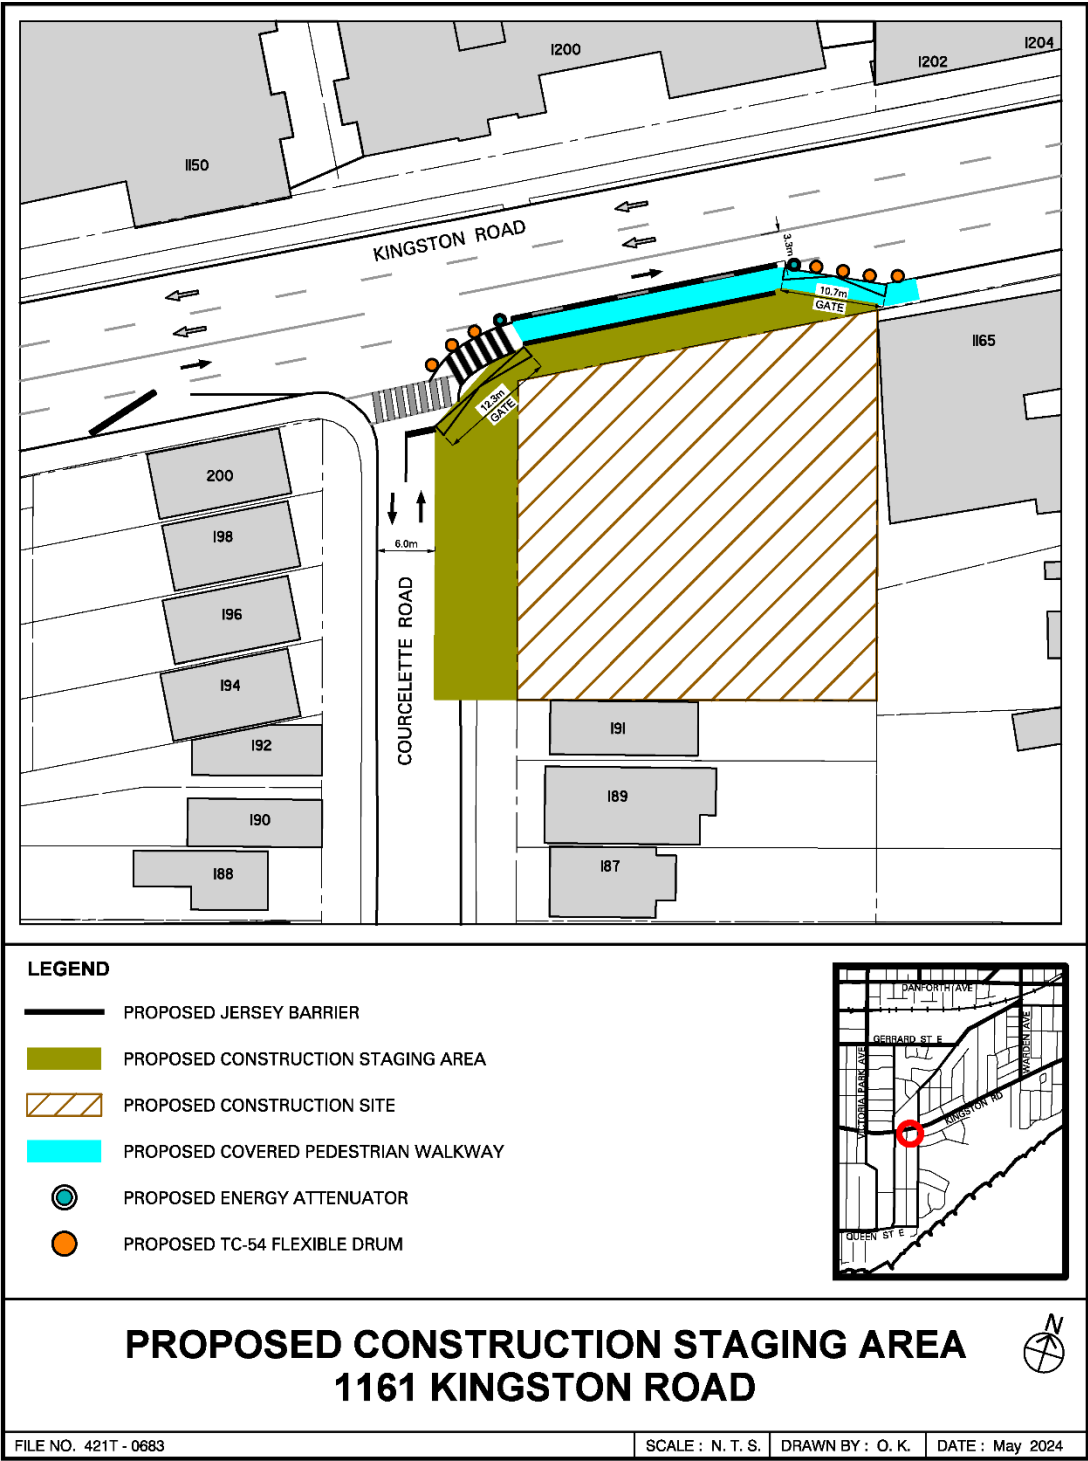 1204
1200
1202
1150
KINGSTON ROAD
3.3m
10.7m
GATE
1165
12.3m
GATE
200
198
6.0m
196
COURCELETTE ROAD
194
191
192
189
190
187
188
LEGEND
PROPOSED JERSEY BARRIER
PROPOSED CONSTRUCTION STAGING AREA
PROPOSED CONSTRUCTION SITE
PROPOSED COVERED PEDESTRIAN WALKWAY
PROPOSED ENERGY ATTENUATOR
PROPOSED TC-54 FLEXIBLE DRUM
DANFORTH AVE
GERRARD ST E
WARDEN AVE
VICTORIA PARK AVE
KINGSTON RD
QUEEN ST E
PROPOSED CONSTRUCTION STAGING AREA
1161 KINGSTON ROAD
N
FILE NO. 421T - 0683
SCALE : N. T. S.
DRAWN BY : O. K.
DATE : May 2024